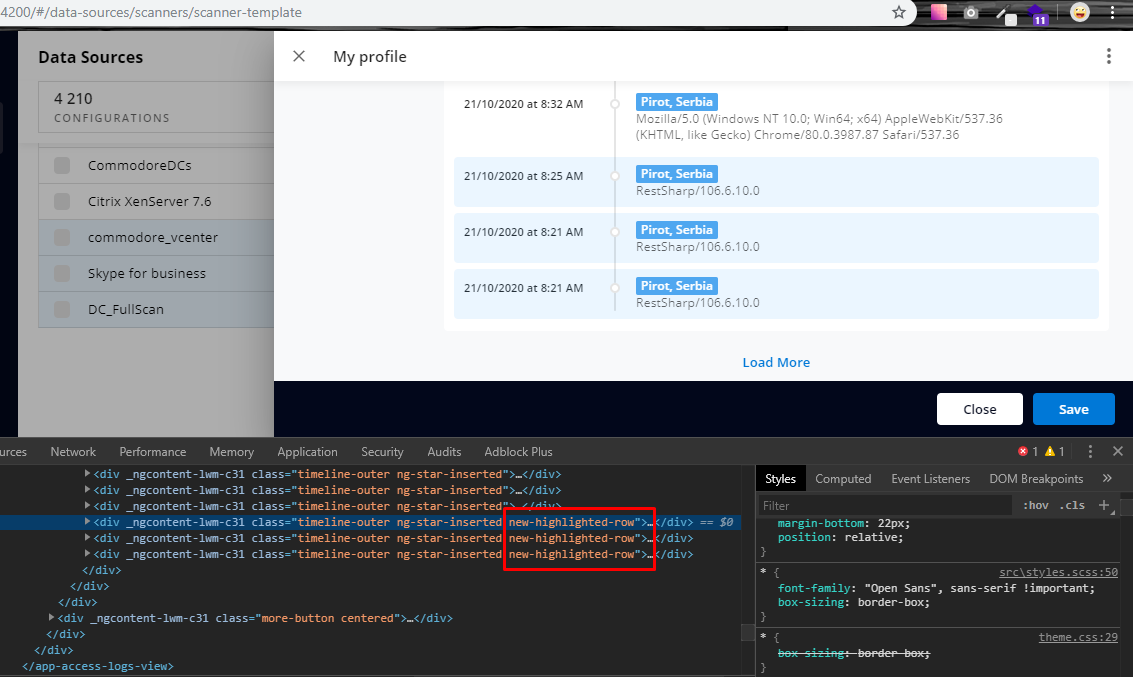 4200/#/data-sources/scanners/scanner-template
11
Data Sources
4 210
CONFIGURATIONS
CommodoreDCs
Citrix XenServer 7.6
commodore_vcenter
Skype for business
DC_FullScan
My profile
21/10/2020 at 8:32 AM
Pirot, Serbia
Mozilla/5.0 (Windows NT 10.0; Win64; x64) AppleWebKit/537.36
(KHTML, like Gecko) Chrome/80.0.3987.87 Safari/537.36
21/10/2020 at 8:25 AM
Pirot, Serbia
RestSharp/106.6.10.0
21/10/2020 at 8:21 AM
Pirot, Serbia
RestSharp/106.6.10.0
21/10/2020 at 8:21 AM
Pirot, Serbia
RestSharp/106.6.10.0
Load More
Close
Save
urces Network Performance Memory Application Security Audits Adblock Plus 1 1
<div _ngcontent-lwm-c31 class="timeline-outer ng-star-inserted">…</div>
<div _ngcontent-lwm-c31 class="timeline-outer ng-star-inserted">…</div>
<div _ngcontent-lwm-c31 class="timeline-outer ng-star-inserted">…</div>
<div _ngcontent-lwm-c31 class="timeline-outer ng-star-inserted new-highlighted-row">…</div> == $0
<div _ngcontent-lwm-c31 class="timeline-outer ng-star-inserted new-highlighted-row">…</div>
<div _ngcontent-lwm-c31 class="timeline-outer ng-star-inserted new-highlighted-row">…</div>
</div>
</div>
</div>
<div _ngcontent-lwm-c31 class="more-button centered">…</div>
</div>
</div>
</app-access-logs-view>
Styles Computed Event Listeners DOM Breakpoints »
Filter :hov .cls +
margin-bottom: 22px;
position: relative;
}
* { src\styles.scss:50
font-family: "Open Sans", sans-serif !important;
box-sizing: border-box;
}
* { theme.css:29
box-sizing: border-box;
}